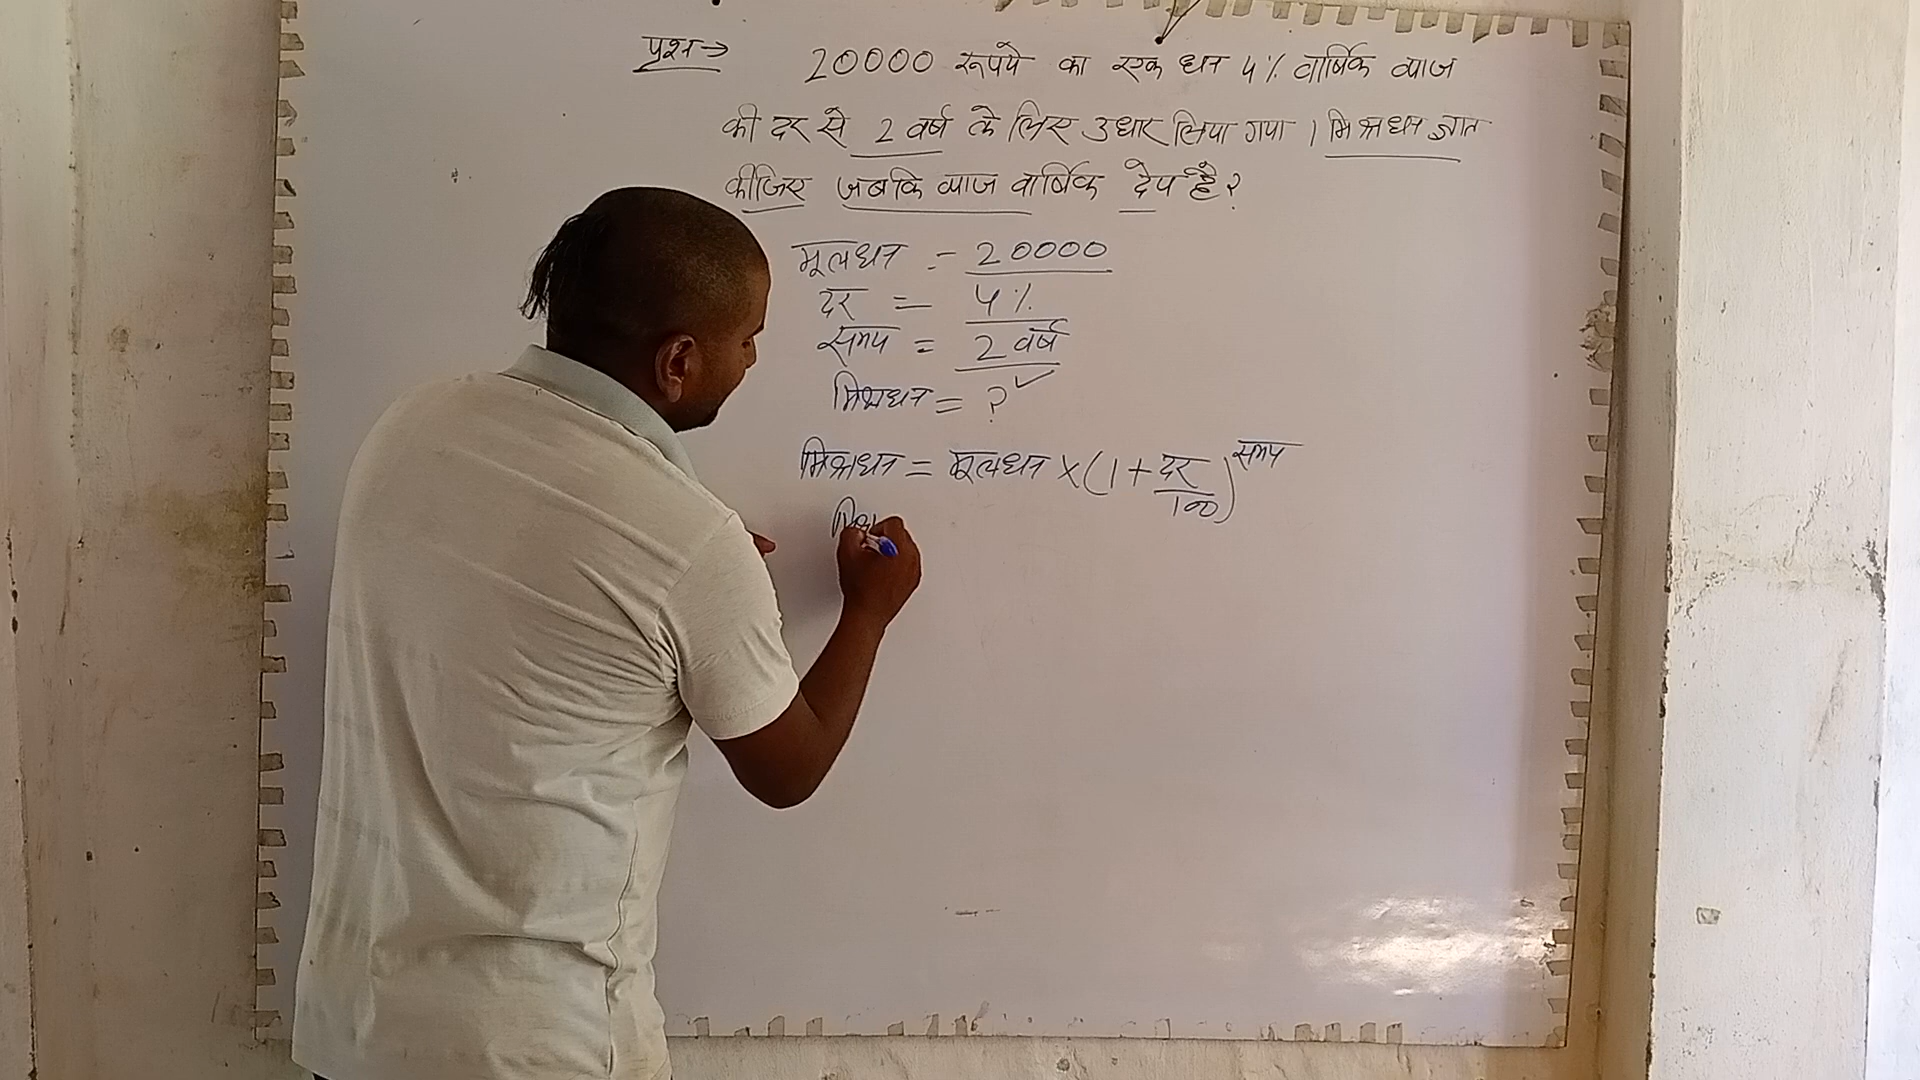 प्रश्न→ 20000 रूपये का एक धन 4% वार्षिक ब्याज
की दर से 2 वर्ष के लिए उधार लिया गया । मिश्रधन ज्ञात
कीजिए जबकि ब्याज वार्षिक देय है?
मूलधन = 20000
दर = 4%
समय = 2 वर्ष
मिश्रधन = ? ✓
मिश्रधन = मूलधन × (1 + दर/100)^समय